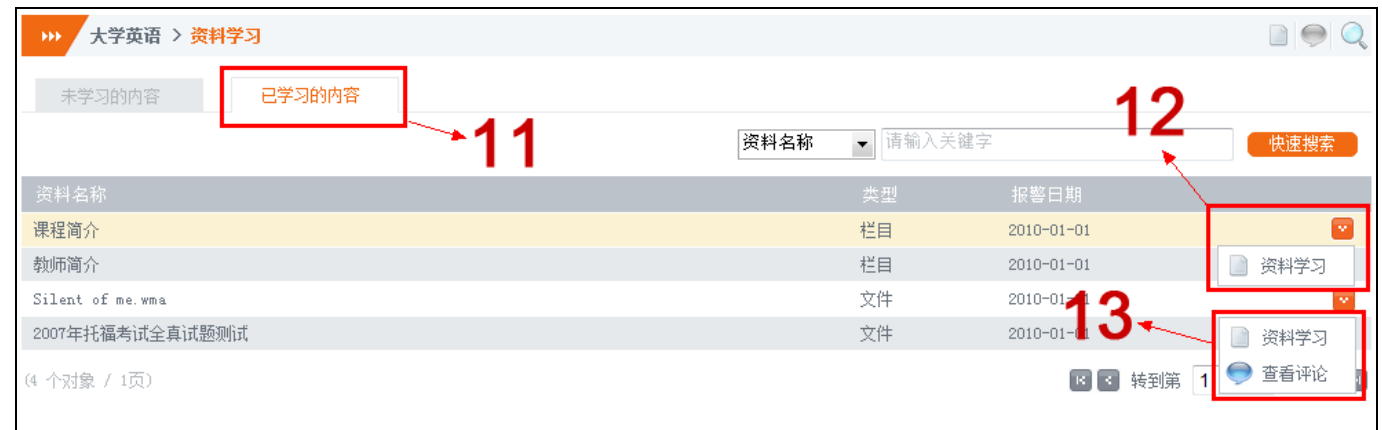 大学英语 > 资料学习
未学习的内容 已学习的内容
11
12
资料名称 请输入关键字 快速搜索
资料名称 类型 报警日期
课程简介 栏目 2010-01-01
教师简介 栏目 2010-01-01
资料学习
Silent of me.wma 文件 2010-01-01
13
2007年托福考试全真试题测试 文件 2010-01-01
资料学习
查看评论
(4 个对象 / 1页) 转到第 1